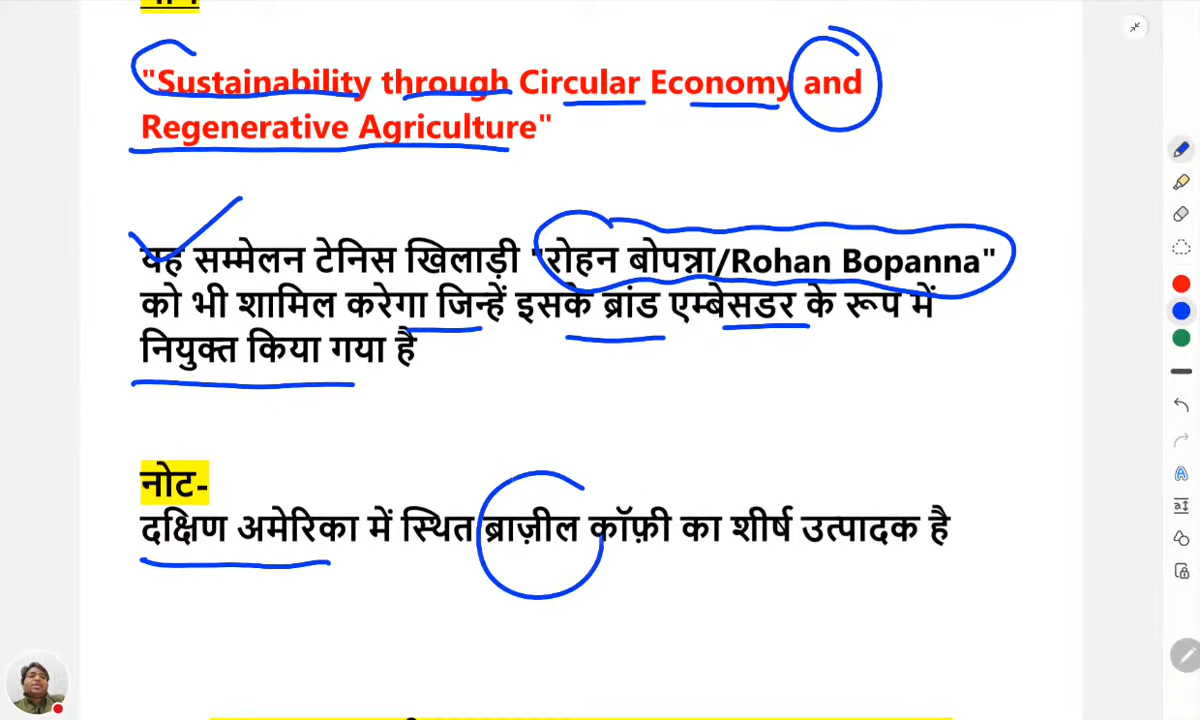 "Sustainability through Circular Economy and
Regenerative Agriculture"
यह सम्मेलन टेनिस खिलाड़ी "रोहन बोपन्ना/Rohan Bopanna"
को भी शामिल करेगा जिन्हें इसके ब्रांड एम्बेसडर के रूप में
नियुक्त किया गया है
नोट-
दक्षिण अमेरिका में स्थित ब्राज़ील कॉफ़ी का शीर्ष उत्पादक है